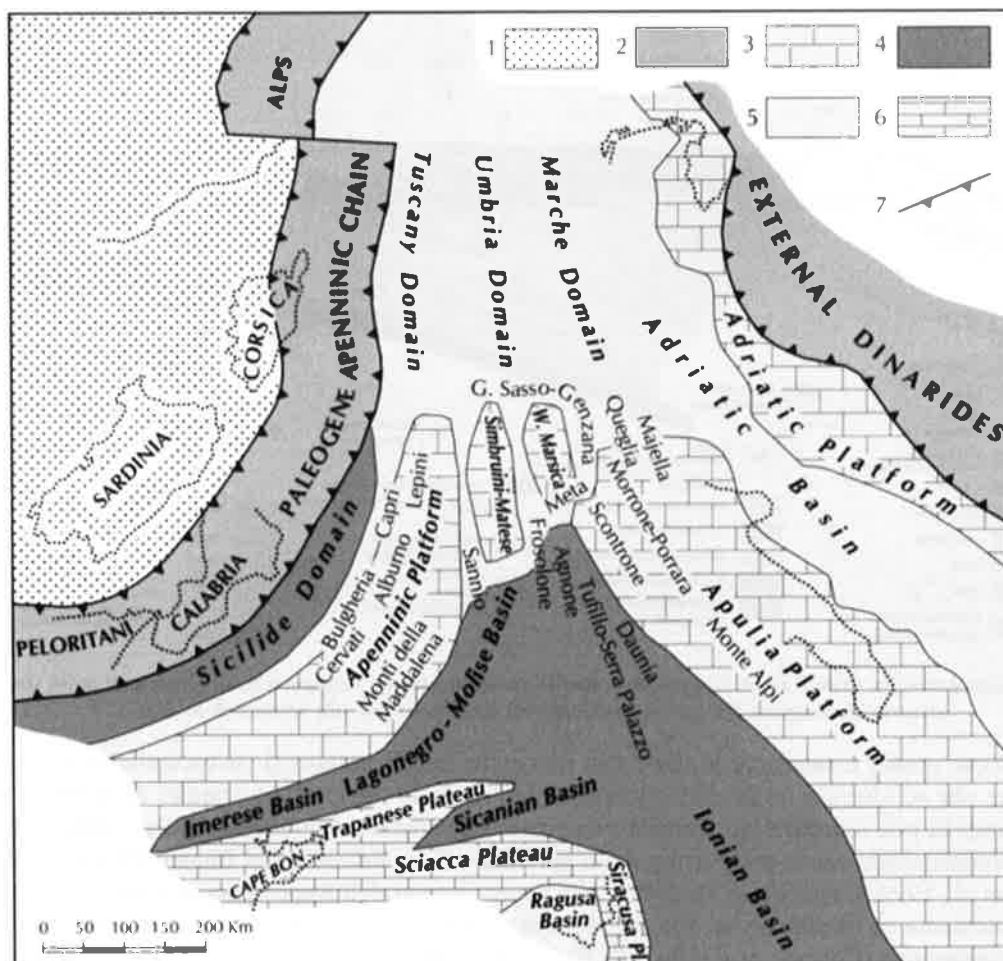 1
2
3
4
5
6
7
ALPS
PALEOGENE APENNINIC CHAIN
Tuscany Domain
Umbria Domain
Marche Domain
EXTERNAL DINARIDES
Adriatic Platform
Adriatic Basin
CORSICA
SARDINIA
CALABRIA
PELORITANI
Sicilide Domain
G. Sasso-Genzana
Simbruini-Matese
W. Marsica
Meta
Queglia
Majella
Morrone-Porrara
Scontrone
Lepini
Bulgheria — Capri
Alburno
Cervati
Apenninic Platform
Monti della
Maddalena
Sannio
Frosolone
Agnone
Tufillo-Serra Palazzo
Daunia
Monte Alpi
Apulia Platform
Lagonegro-Molise Basin
Imerese Basin
Trapanese Plateau
Sicanian Basin
CAPE BON
Sciacca Plateau
Ragusa
Basin
Siracusa Pl.
Ionian Basin
0 50 100 150 200 Km